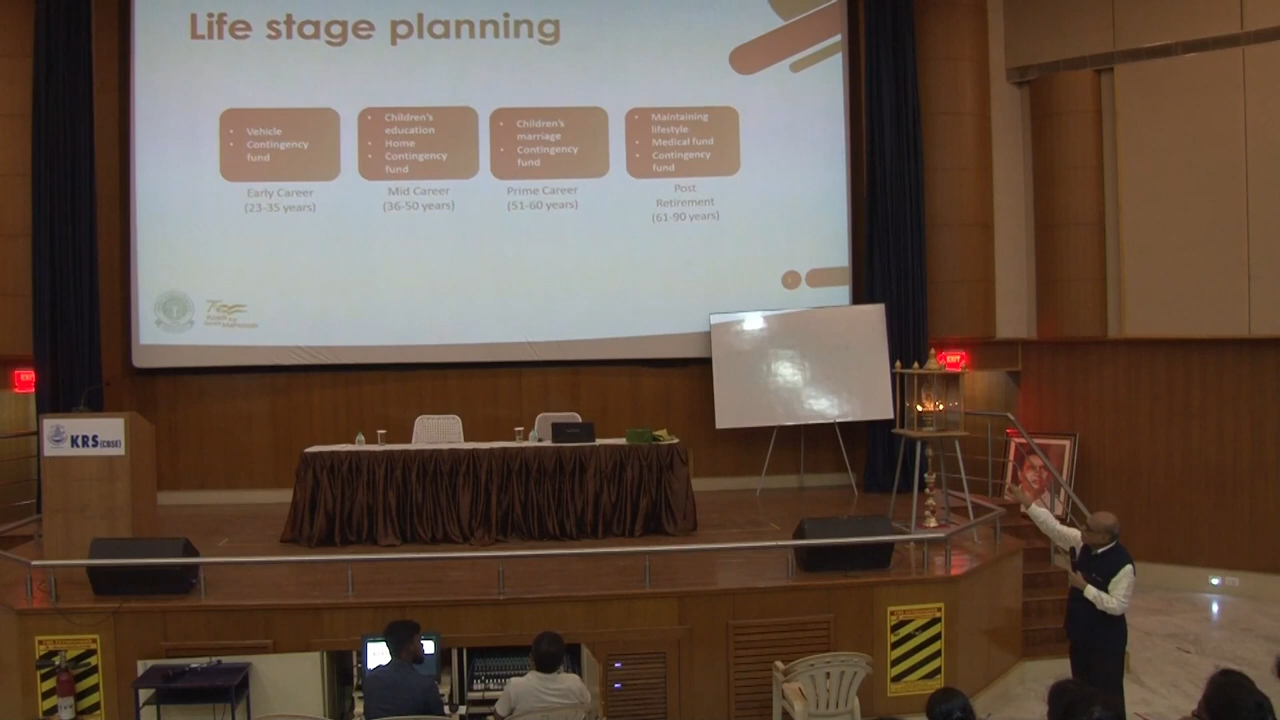 Life stage planning
• Vehicle
• Contingency
fund
Early Career
(23-35 years)
• Children's
education
• Home
• Contingency
fund
Mid Career
(36-50 years)
• Children's
marriage
• Contingency
fund
Prime Career
(51-60 years)
• Maintaining
lifestyle
• Medical fund
• Contingency
fund
Post
Retirement
(61-90 years)
EXIT
EXIT
KRS (CBSE)